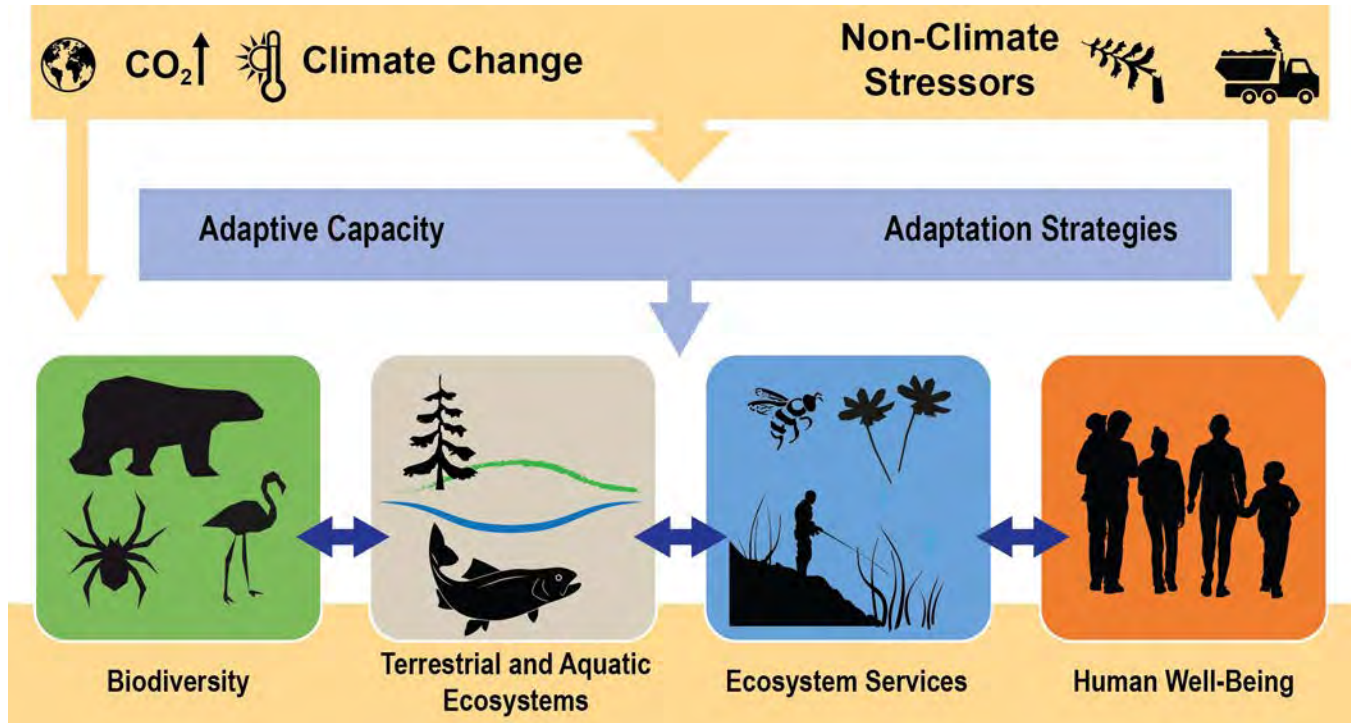 CO₂ Climate Change
Non-Climate
Stressors
Adaptive Capacity
Adaptation Strategies
Biodiversity
Terrestrial and Aquatic
Ecosystems
Ecosystem Services
Human Well-Being